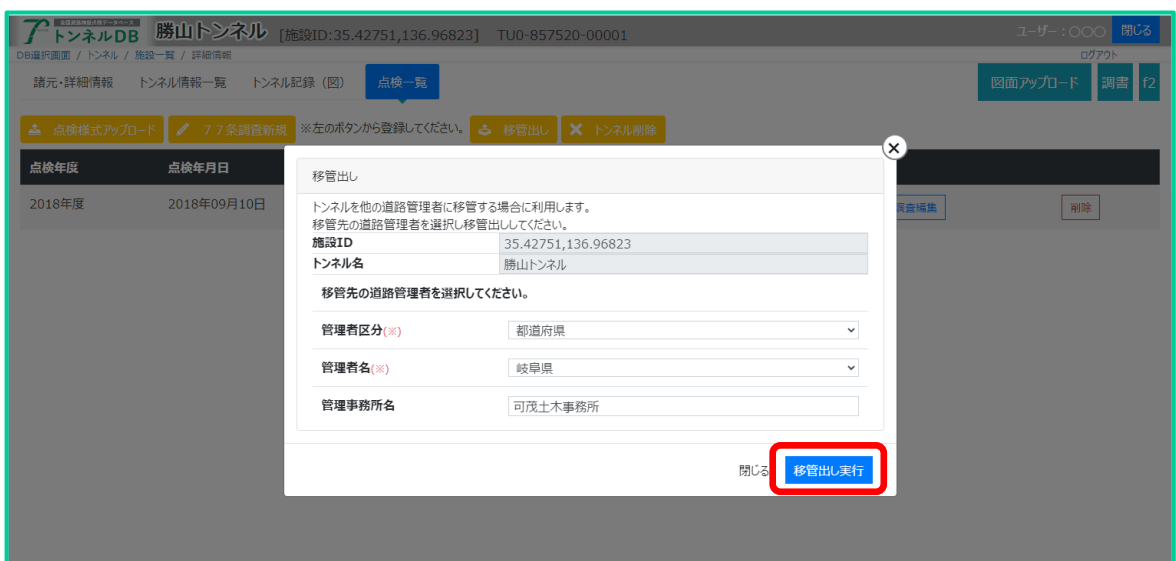 全国道路施設点検データベース
トンネルDB 勝山トンネル [施設ID:35.42751,136.96823] TU0-857520-00001 ユーザー：〇〇〇 閉じる
DB選択画面 / トンネル / 施設一覧 / 詳細情報 ログアウト
諸元・詳細情報 トンネル情報一覧 トンネル記録（図） 点検一覧 図面アップロード 調書 f2
点検様式アップロード ７７条調査新規 ※左のボタンから登録してください。 移管出し トンネル削除
点検年度 点検年月日
2018年度 2018年09月10日 調査編集 削除
移管出し
トンネルを他の道路管理者に移管する場合に利用します。
移管先の道路管理者を選択し移管出ししてください。
施設ID 35.42751,136.96823
トンネル名 勝山トンネル
移管先の道路管理者を選択してください。
管理者区分(※) 都道府県
管理者名(※) 岐阜県
管理事務所名 可茂土木事務所
閉じる 移管出し実行